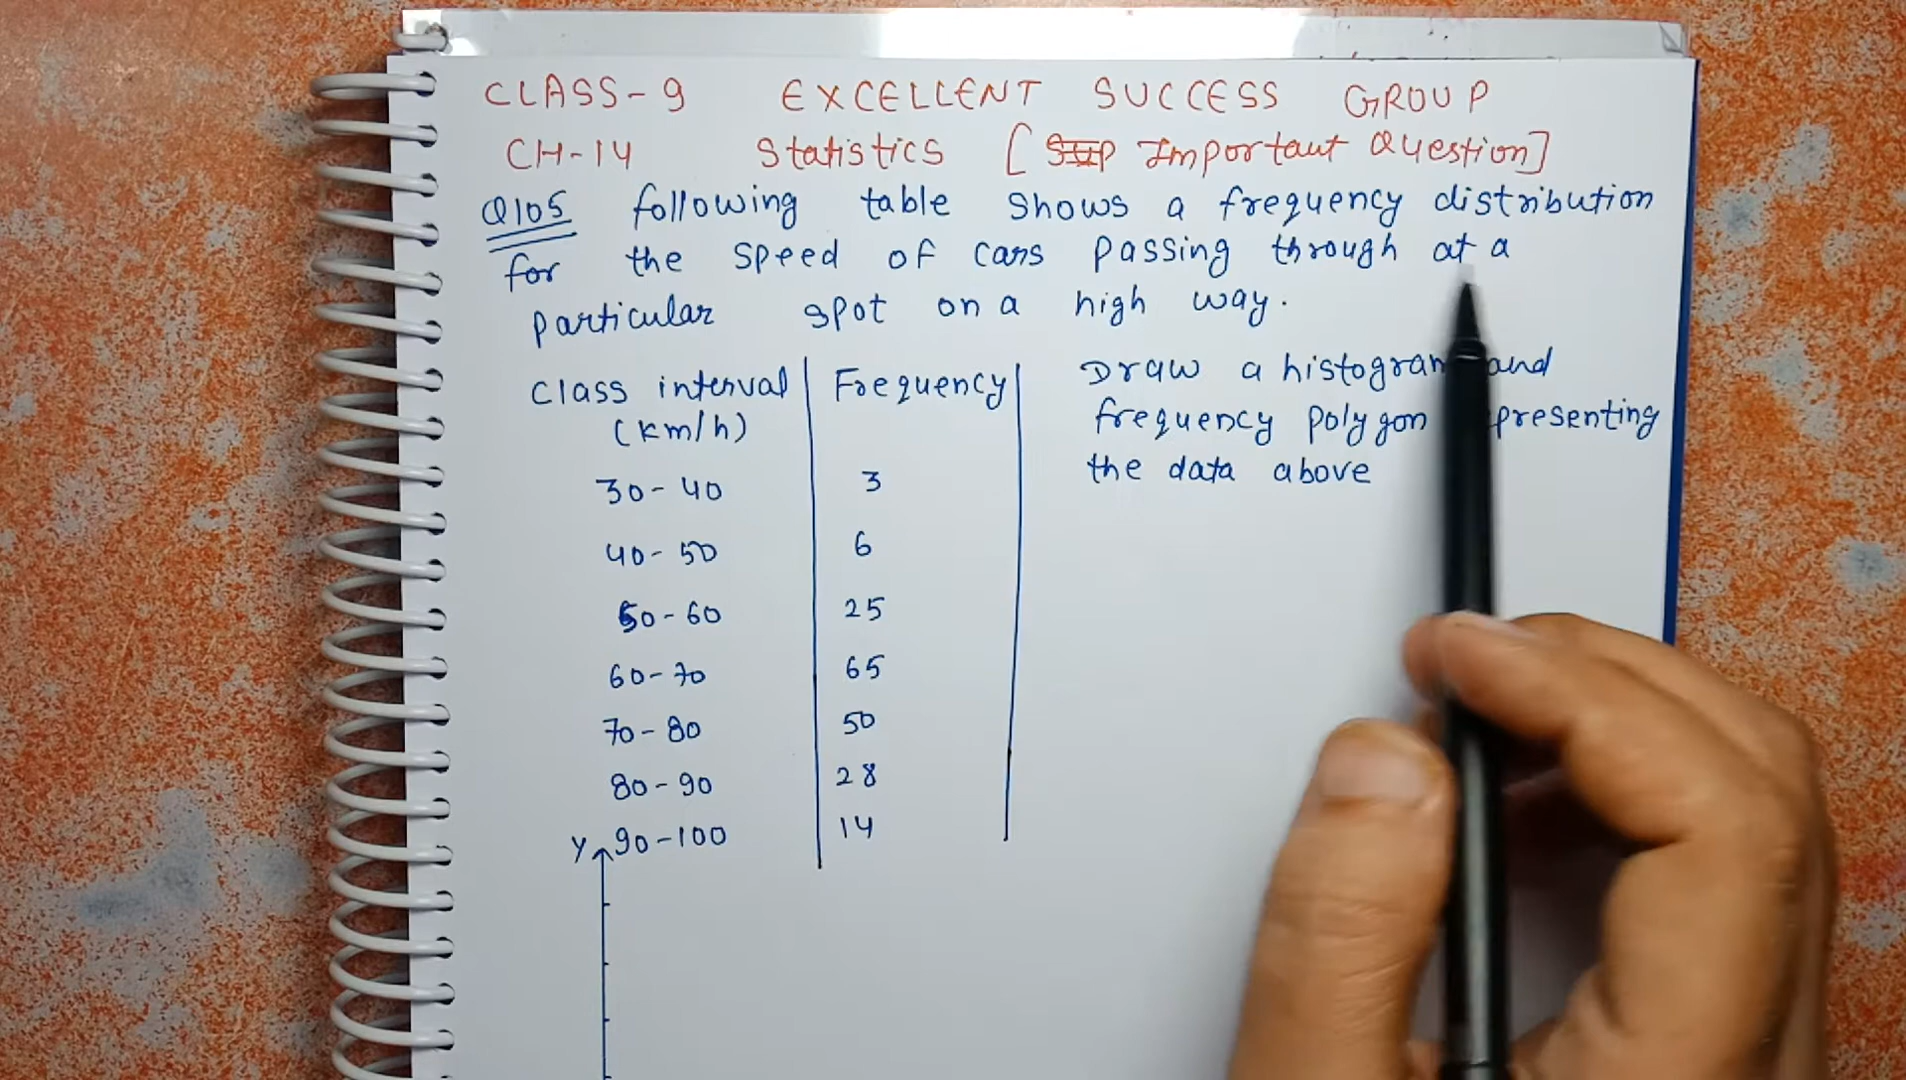 CLASS-9 EXCELLENT SUCCESS GROUP
CH-14 Statistics [ Important Question]
Q105 following table shows a frequency distribution
for the speed of cars passing through at a
particular spot on a high way.
Class interval Frequency
(km/h)
30-40 3
40-50 6
50-60 25
60-70 65
70-80 50
80-90 28
90-100 14
Draw a histogram and
frequency polygon
the data above
Y